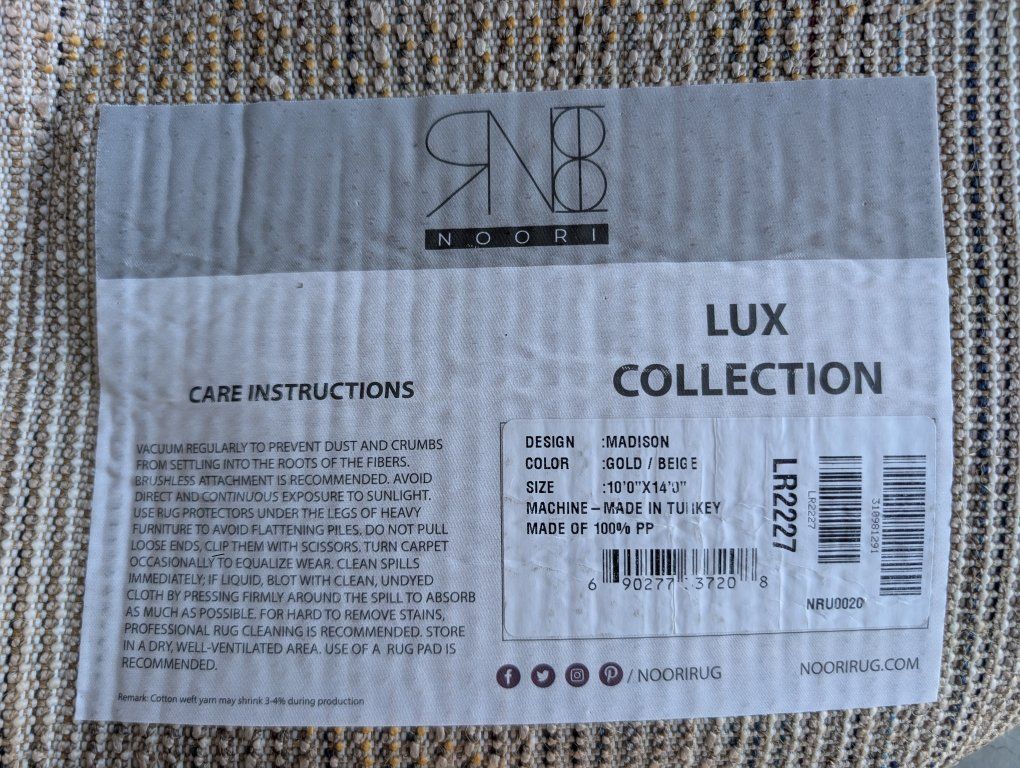 NOORI
LUX
COLLECTION
CARE INSTRUCTIONS
VACUUM REGULARLY TO PREVENT DUST AND CRUMBS
FROM SETTLING INTO THE ROOTS OF THE FIBERS.
BRUSHLESS ATTACHMENT IS RECOMMENDED. AVOID
DIRECT AND CONTINUOUS EXPOSURE TO SUNLIGHT.
USE RUG PROTECTORS UNDER THE LEGS OF HEAVY
FURNITURE TO AVOID FLATTENING PILES. DO NOT PULL
LOOSE ENDS, CLIP THEM WITH SCISSORS. TURN CARPET
OCCASIONALLY TO EQUALIZE WEAR. CLEAN SPILLS
IMMEDIATELY; IF LIQUID, BLOT WITH CLEAN, UNDYED
CLOTH BY PRESSING FIRMLY AROUND THE SPILL TO ABSORB
AS MUCH AS POSSIBLE. FOR HARD TO REMOVE STAINS,
PROFESSIONAL RUG CLEANING IS RECOMMENDED. STORE
IN A DRY, WELL-VENTILATED AREA. USE OF A RUG PAD IS
RECOMMENDED.
Remark: Cotton weft yarn may shrink 3-4% during production
DESIGN :MADISON
COLOR :GOLD / BEIGE
SIZE :10'0"X14'0"
MACHINE-MADE IN TURKEY
MADE OF 100% PP
6 90277 3720 8
LR2227
LR2227
310981291
NRU0020
/ NOORIRUG
NOORIRUG.COM